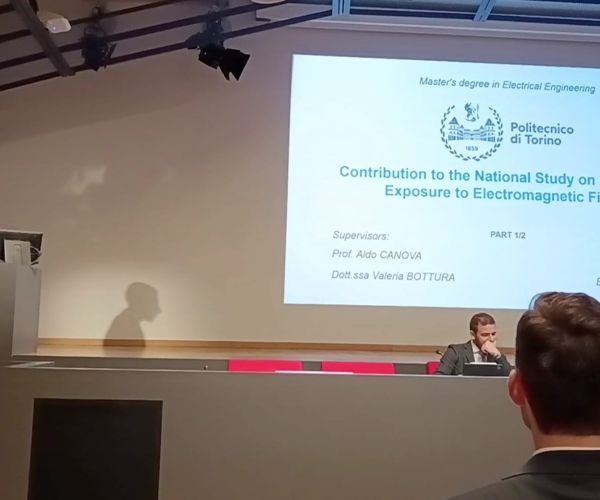 Master's degree in Electrical Engineering
Politecnico
di Torino
1859
Contribution to the National Study on
Exposure to Electromagnetic Fi
Supervisors:
PART 1/2
Prof. Aldo CANOVA
Dott.ssa Valeria BOTTURA